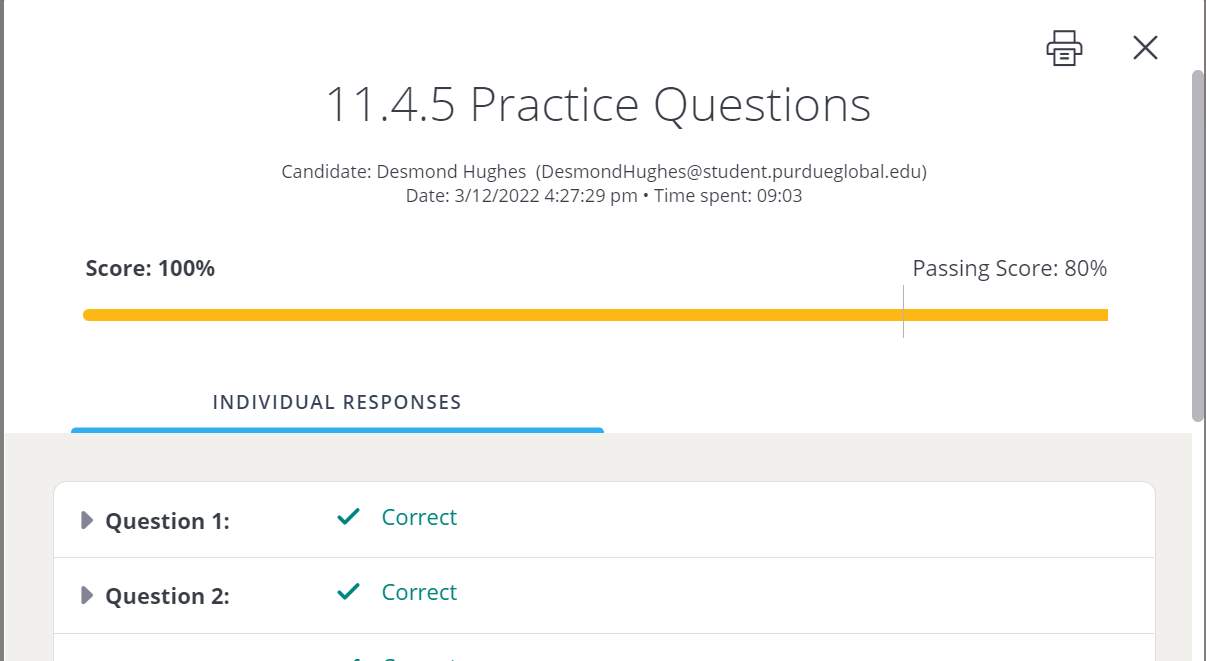 11.4.5 Practice Questions
Candidate: Desmond Hughes (DesmondHughes@student.purdueglobal.edu)
Date: 3/12/2022 4:27:29 pm • Time spent: 09:03
Score: 100%
Passing Score: 80%
INDIVIDUAL RESPONSES
Question 1: Correct
Question 2: Correct